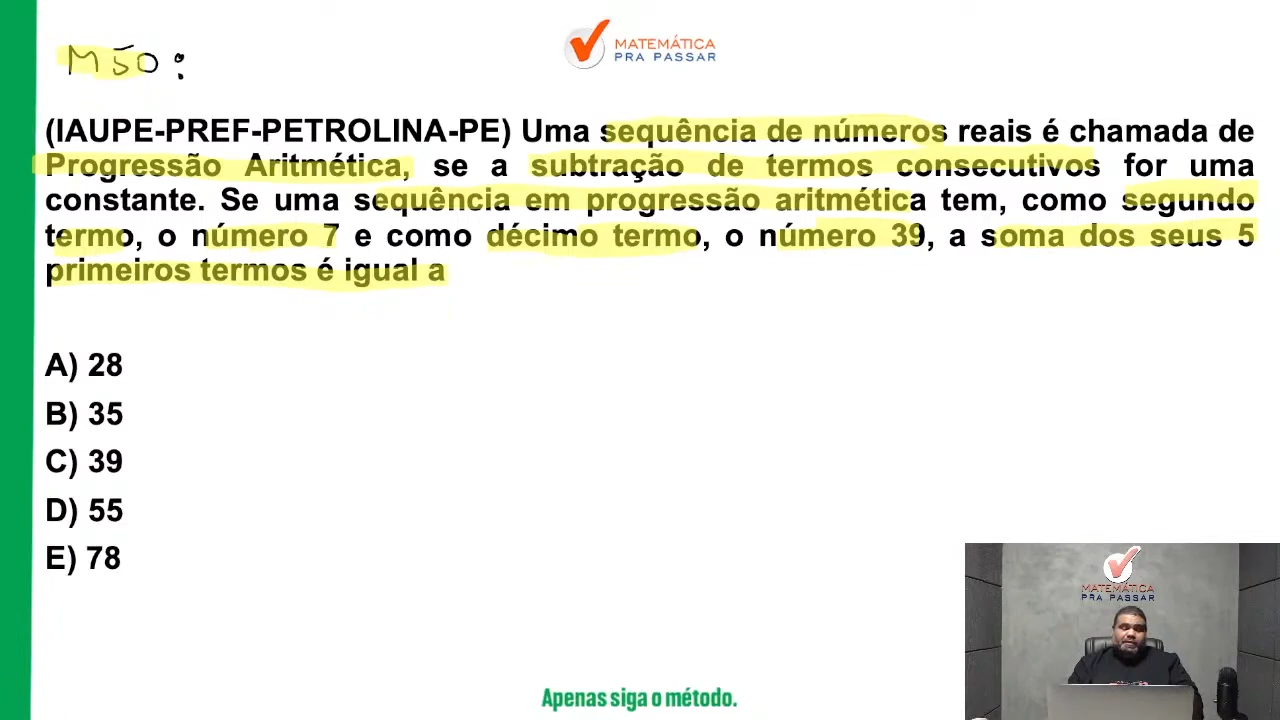 M50:
MATEMÁTICA
PRA PASSAR
(IAUPE-PREF-PETROLINA-PE) Uma sequência de números reais é chamada de
Progressão Aritmética, se a subtração de termos consecutivos for uma
constante. Se uma sequência em progressão aritmética tem, como segundo
termo, o número 7 e como décimo termo, o número 39, a soma dos seus 5
primeiros termos é igual a
A) 28
B) 35
C) 39
D) 55
E) 78
MATEMÁTICA
PRA PASSAR
Apenas siga o método.